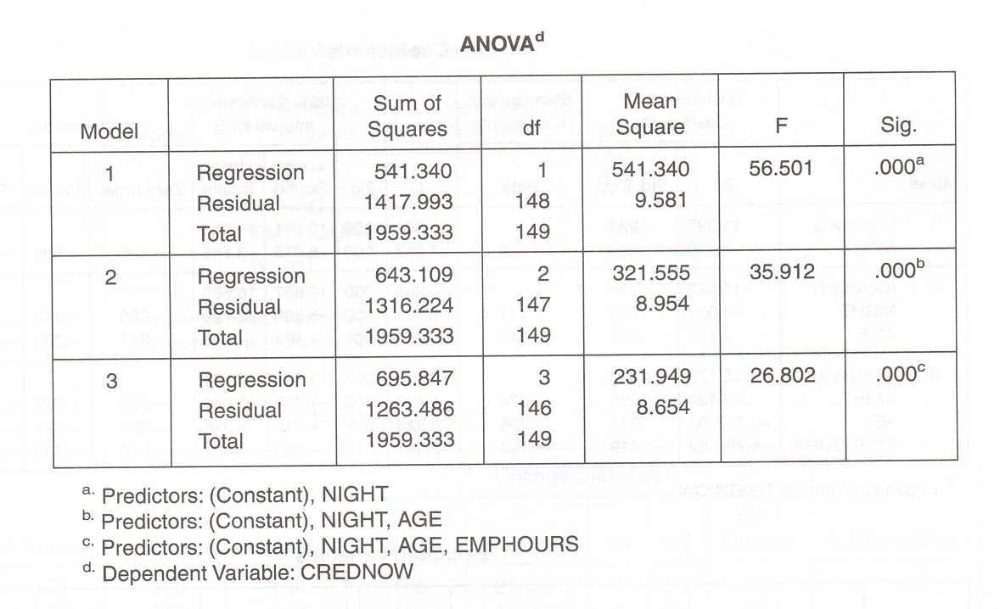 ANOVAd
Model Sum of Squares df Mean Square F Sig.
1 Regression 541.340 1 541.340 56.501 .000a
Residual 1417.993 148 9.581
Total 1959.333 149
2 Regression 643.109 2 321.555 35.912 .000b
Residual 1316.224 147 8.954
Total 1959.333 149
3 Regression 695.847 3 231.949 26.802 .000c
Residual 1263.486 146 8.654
Total 1959.333 149
a. Predictors: (Constant), NIGHT
b. Predictors: (Constant), NIGHT, AGE
c. Predictors: (Constant), NIGHT, AGE, EMPHOURS
d. Dependent Variable: CREDNOW